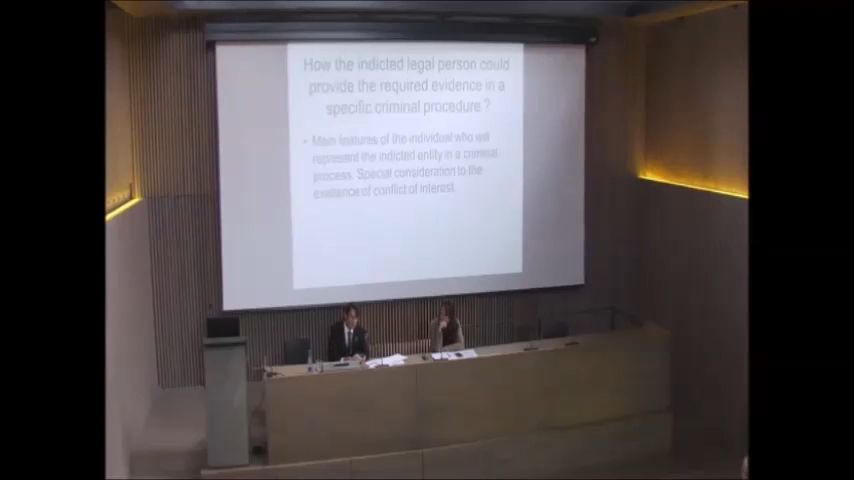 How the indicted legal person could
provide the required evidence in a
specific criminal procedure ?
• Main features of the individual who will
represent the indicted entity in a criminal
process. Special consideration to the
existence of conflict of interest.